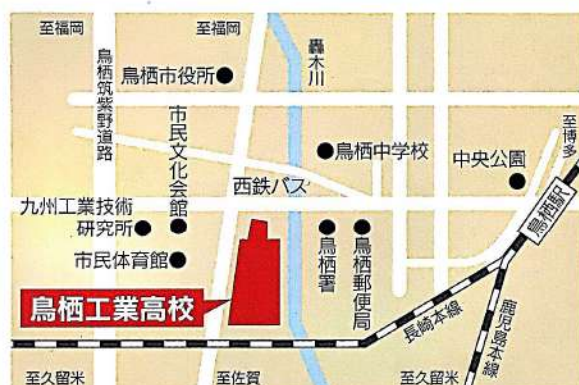 至福岡
至福岡
鳥栖筑紫野道路
鳥栖市役所
轟木川
市民文化会館
鳥栖中学校
至博多
中央公園
西鉄バス
九州工業技術
研究所
鳥栖駅
市民体育館
鳥栖署
鳥栖郵便局
鳥栖工業高校
長崎本線
鹿児島本線
至久留米
至佐賀
至久留米